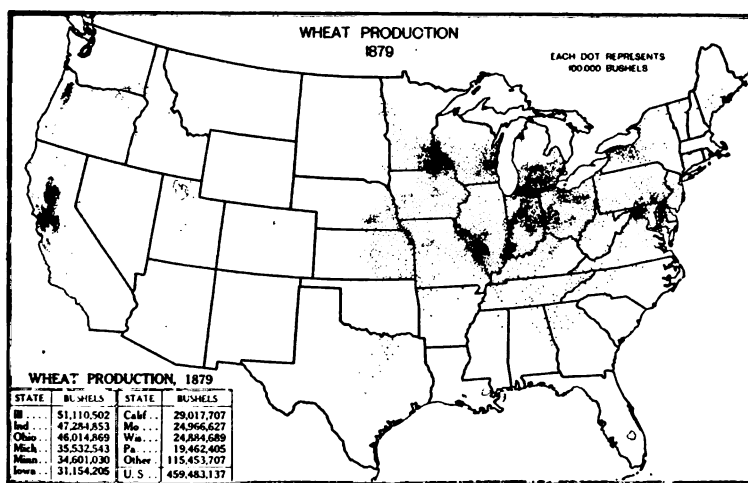 WHEAT PRODUCTION
1879
EACH DOT REPRESENTS
100,000 BUSHELS
WHEAT PRODUCTION, 1879
STATE BUSHELS STATE BUSHELS
Ill... 51,110,502 Calif.. 29,017,707
Ind... 47,284,853 Mo... 24,966,627
Ohio.. 46,014,869 Wis... 24,884,689
Mich.. 35,532,543 Pa... 19,462,405
Minn.. 34,601,030 Other. 115,453,707
Iowa.. 31,154,205 U.S... 459,483,137